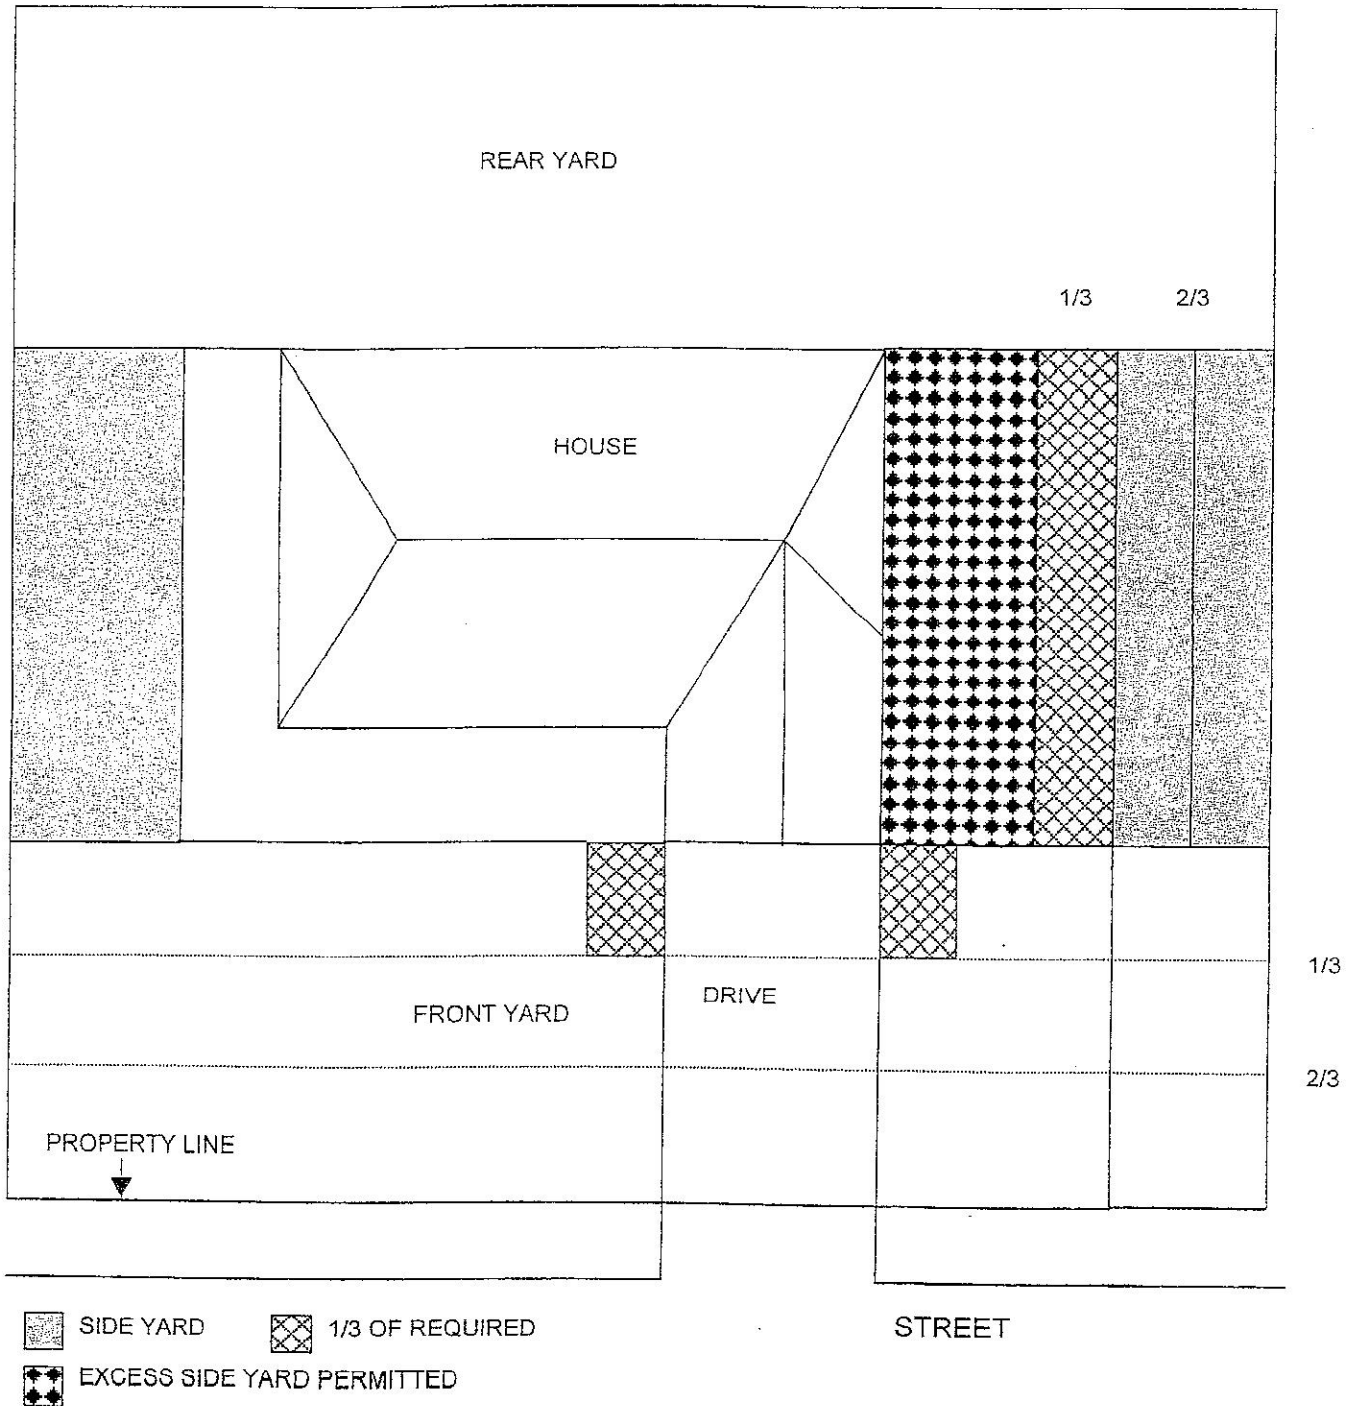 REAR YARD
1/3 2/3
HOUSE
1/3
DRIVE
FRONT YARD
2/3
PROPERTY LINE
SIDE YARD 1/3 OF REQUIRED STREET
EXCESS SIDE YARD PERMITTED